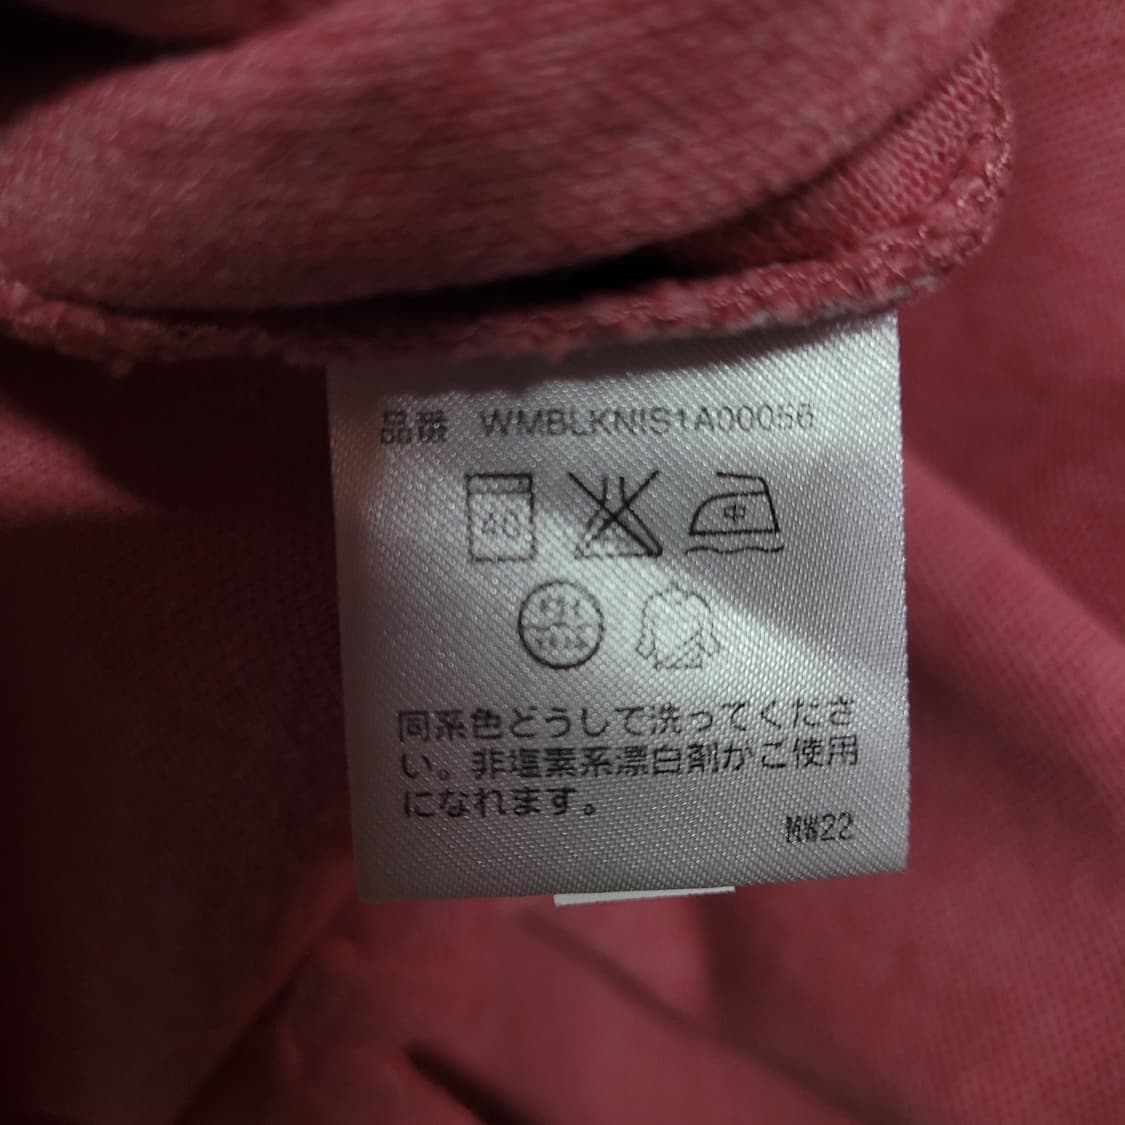 品番 WMBLKNIS1A00056
40
中
同系色どうしで洗ってくださ
い。非塩素系漂白剤がご使用
になれます。
MW22